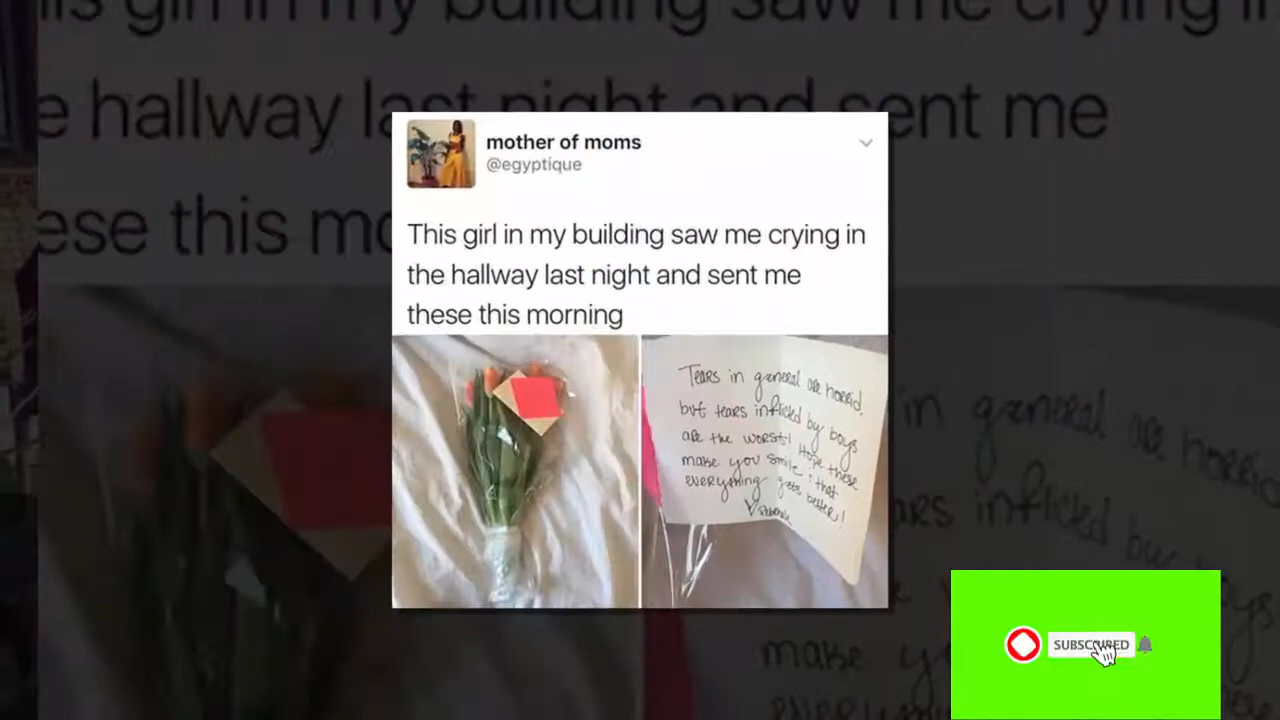 mother of moms
@egyptique
This girl in my building saw me crying in
the hallway last night and sent me
these this morning
Tears in general are horrid,
but tears inflicted by boys
are the worst! Hope these
make you smile & that
everything gets better!
SUBSCRIBED